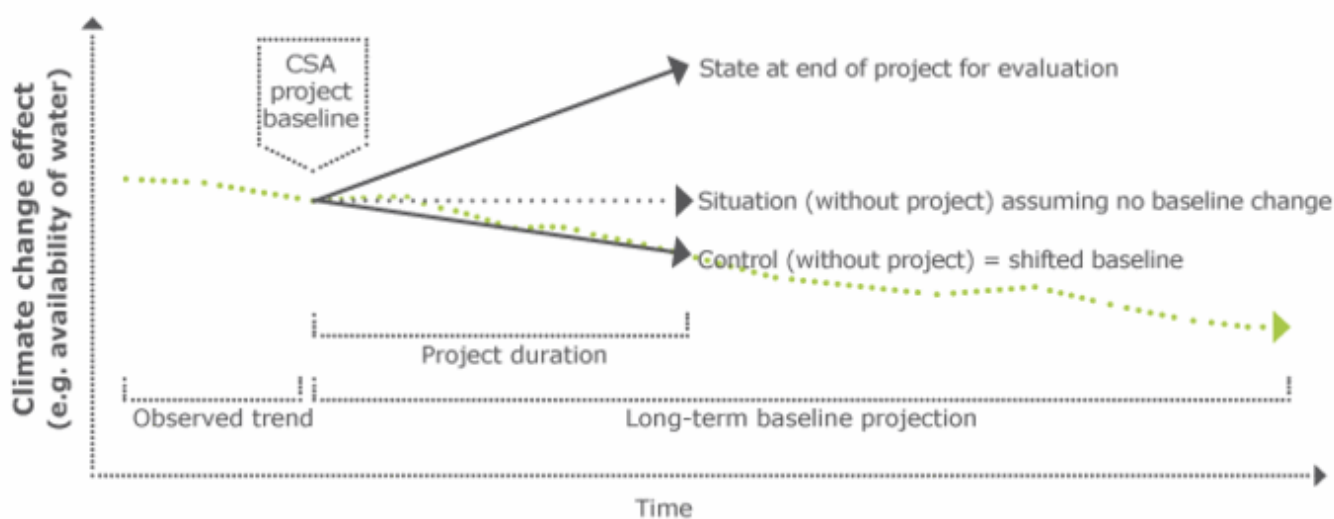 Climate change effect
(e.g. availability of water)
CSA
project
baseline
State at end of project for evaluation
Situation (without project) assuming no baseline change
Control (without project) = shifted baseline
Project duration
Observed trend
Long-term baseline projection
Time